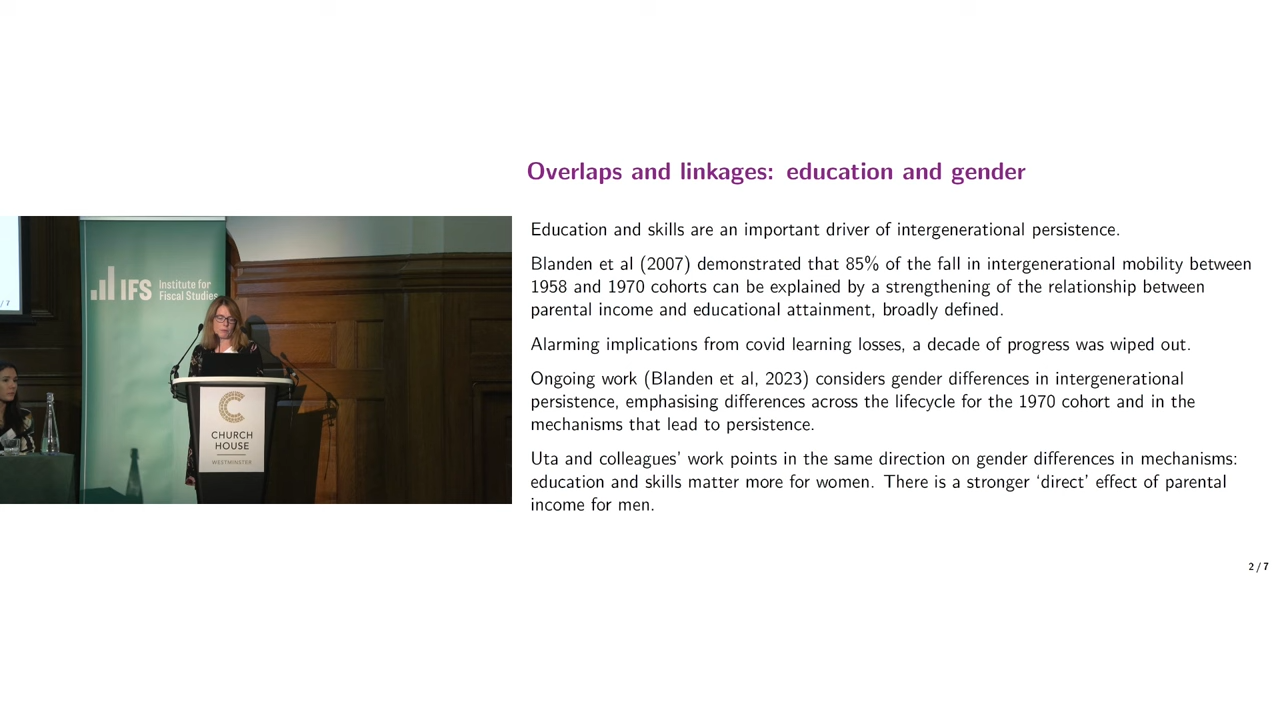 Overlaps and linkages: education and gender
Education and skills are an important driver of intergenerational persistence.
Blanden et al (2007) demonstrated that 85% of the fall in intergenerational mobility between
1958 and 1970 cohorts can be explained by a strengthening of the relationship between
parental income and educational attainment, broadly defined.
Alarming implications from covid learning losses, a decade of progress was wiped out.
Ongoing work (Blanden et al, 2023) considers gender differences in intergenerational
persistence, emphasising differences across the lifecycle for the 1970 cohort and in the
mechanisms that lead to persistence.
Uta and colleagues' work points in the same direction on gender differences in mechanisms:
education and skills matter more for women. There is a stronger ‘direct’ effect of parental
income for men.
2 / 7
/ 7
IFS
Institute for
Fiscal Studies
CHURCH
HOUSE
WESTMINSTER